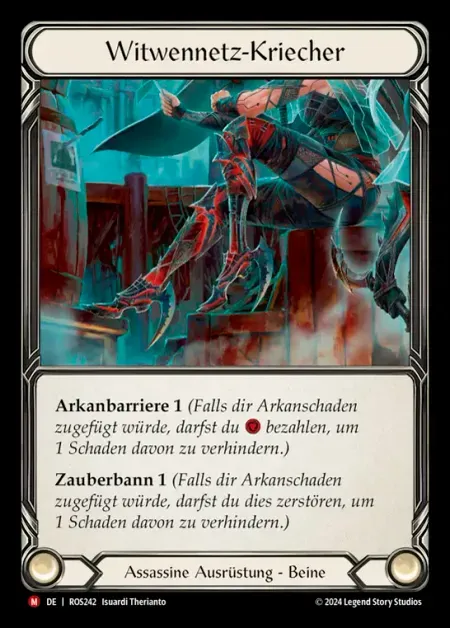 Witwennetz-Kriecher
Arkanbarriere 1 (Falls dir Arkanschaden
zugefügt würde, darfst du bezahlen, um
1 Schaden davon zu verhindern.)
Zauberbann 1 (Falls dir Arkanschaden
zugefügt würde, darfst du dies zerstören, um
1 Schaden davon zu verhindern.)
Assassine Ausrüstung - Beine
M DE | ROS242 Isuardi Therianto © 2024 Legend Story Studios